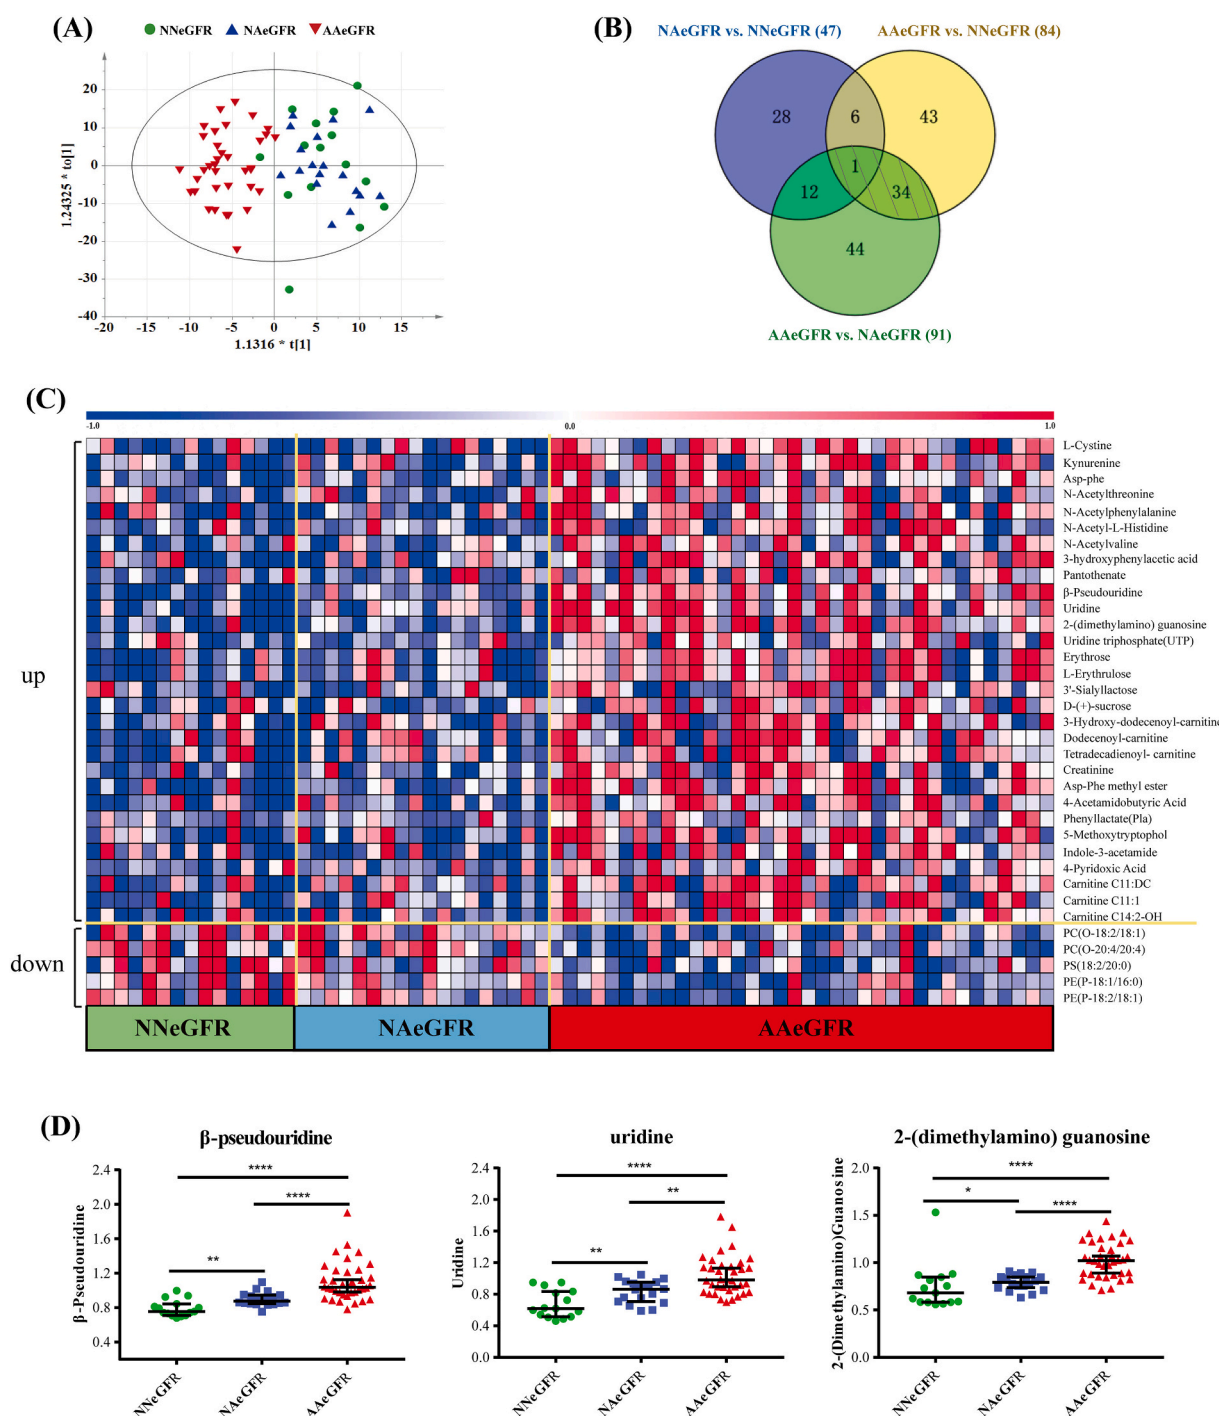 (A)
NNeGFR NAeGFR AAeGFR
20
10
0
-10
-20
-30
-40
1.24325 * to[1]
-20 -15 -10 -5 0 5 10 15
1.1316 * t[1]
(B)
NAeGFR vs. NNeGFR (47) AAeGFR vs. NNeGFR (84)
28 6 43
1
12 34
44
AAeGFR vs. NAeGFR (91)
(C)
-1.0 0.0 1.0
L-Cystine
Kynurenine
Asp-phe
N-Acetylthreonine
N-Acetylphenylalanine
N-Acetyl-L-Histidine
N-Acetylvaline
3-hydroxyphenylacetic acid
Pantothenate
β-Pseudouridine
Uridine
2-(dimethylamino) guanosine
Uridine triphosphate(UTP)
Erythrose
L-Erythrulose
3'-Sialyllactose
D-(+)-sucrose
3-Hydroxy-dodecenoyl-carnitine
Dodecenoyl-carnitine
Tetradecadienoyl- carnitine
Creatinine
Asp-Phe methyl ester
4-Acetamidobutyric Acid
Phenyllactate(Pla)
5-Methoxytryptophol
Indole-3-acetamide
4-Pyridoxic Acid
Carnitine C11:DC
Carnitine C11:1
Carnitine C14:2-OH
PC(O-18:2/18:1)
PC(O-20:4/20:4)
PS(18:2/20:0)
PE(P-18:1/16:0)
PE(P-18:2/18:1)
up
down
NNeGFR NAeGFR AAeGFR
(D)
β-pseudouridine
β-Pseudouridine
2.4
2.0
1.6
1.2
0.8
0.4
****
****
**
NNeGFR NAeGFR AAeGFR
uridine
Uridine
2.4
2.0
1.6
1.2
0.8
0.4
0.0
****
**
**
NNeGFR NAeGFR AAeGFR
2-(dimethylamino) guanosine
2-(Dimethylamino)Guanosine
2.0
1.5
1.0
0.5
0.0
****
*
****
NNeGFR NAeGFR AAeGFR